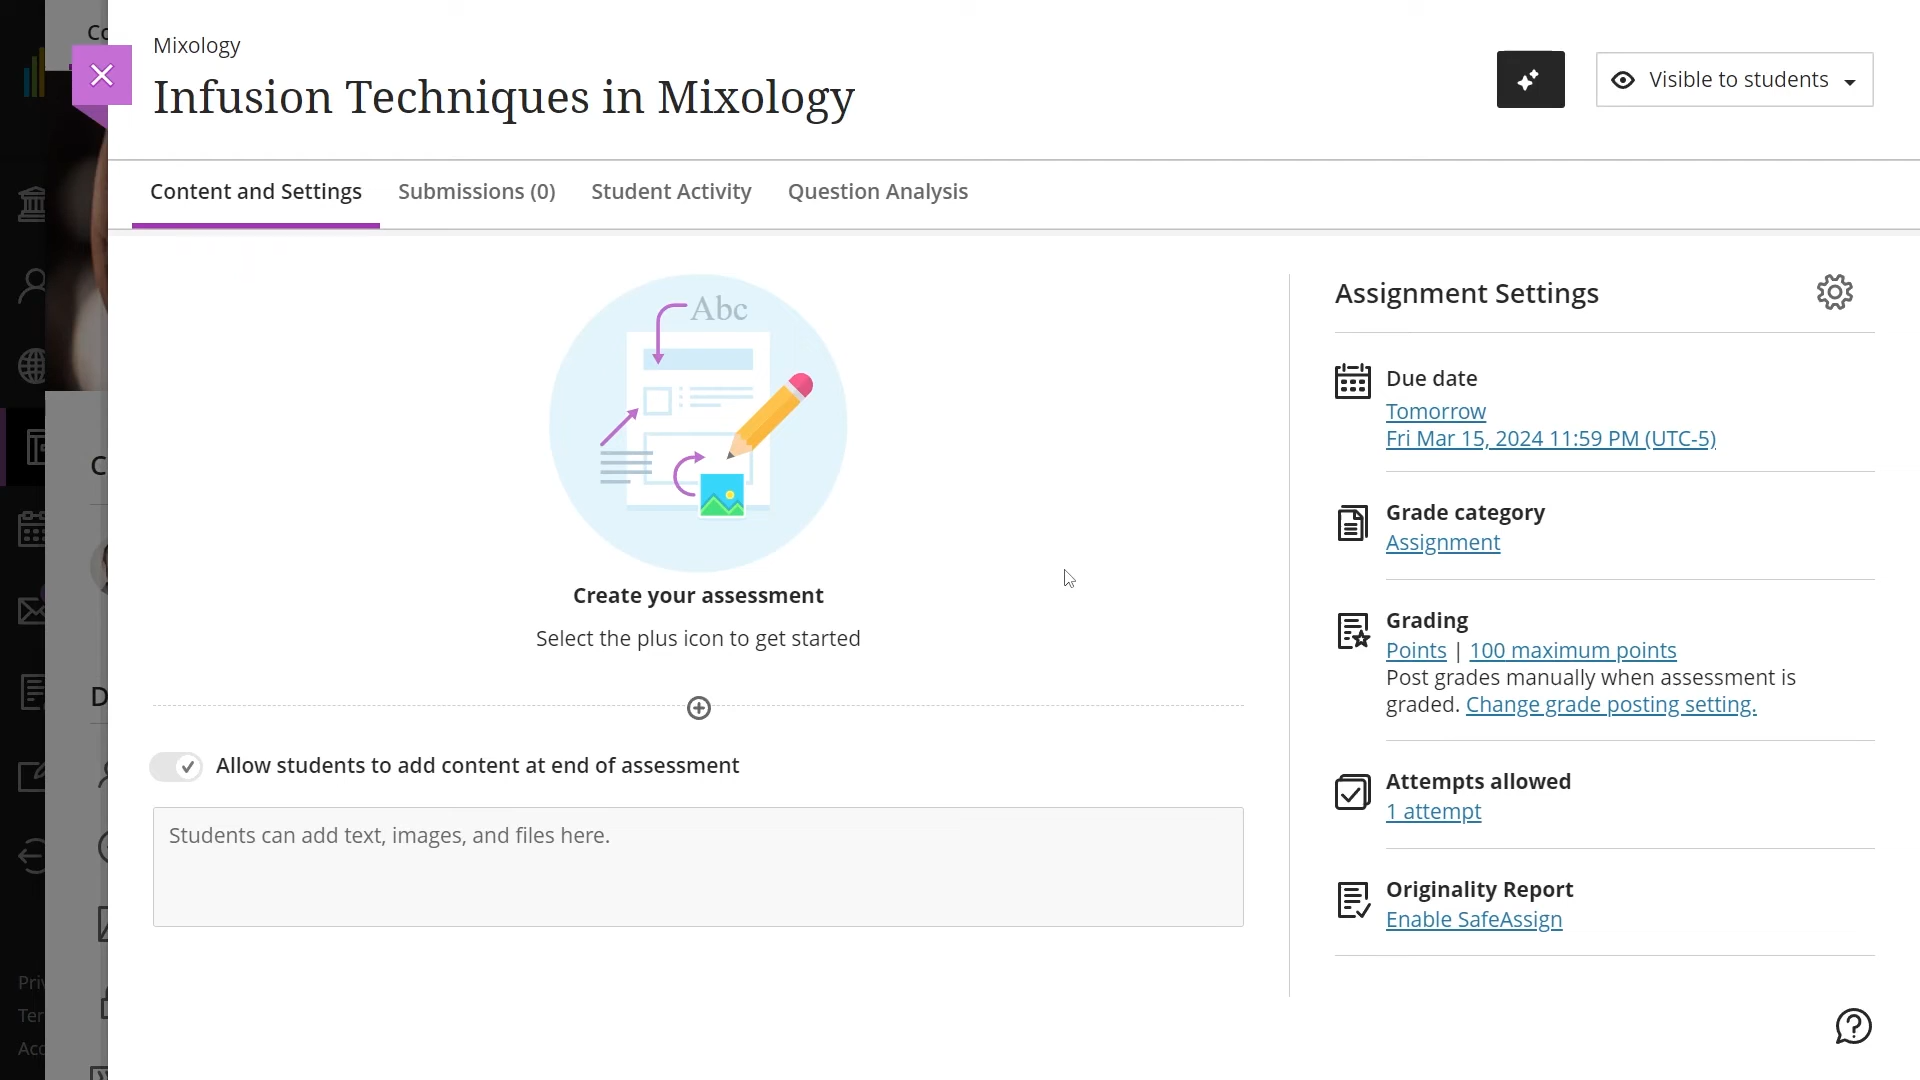 Mixology
Infusion Techniques in Mixology
Visible to students
Content and Settings
Submissions (0)
Student Activity
Question Analysis
Abc
Create your assessment
Select the plus icon to get started
Allow students to add content at end of assessment
Students can add text, images, and files here.
Assignment Settings
Due date
Tomorrow
Fri Mar 15, 2024 11:59 PM (UTC-5)
Grade category
Assignment
Grading
Points | 100 maximum points
Post grades manually when assessment is
graded. Change grade posting setting.
Attempts allowed
1 attempt
Originality Report
Enable SafeAssign